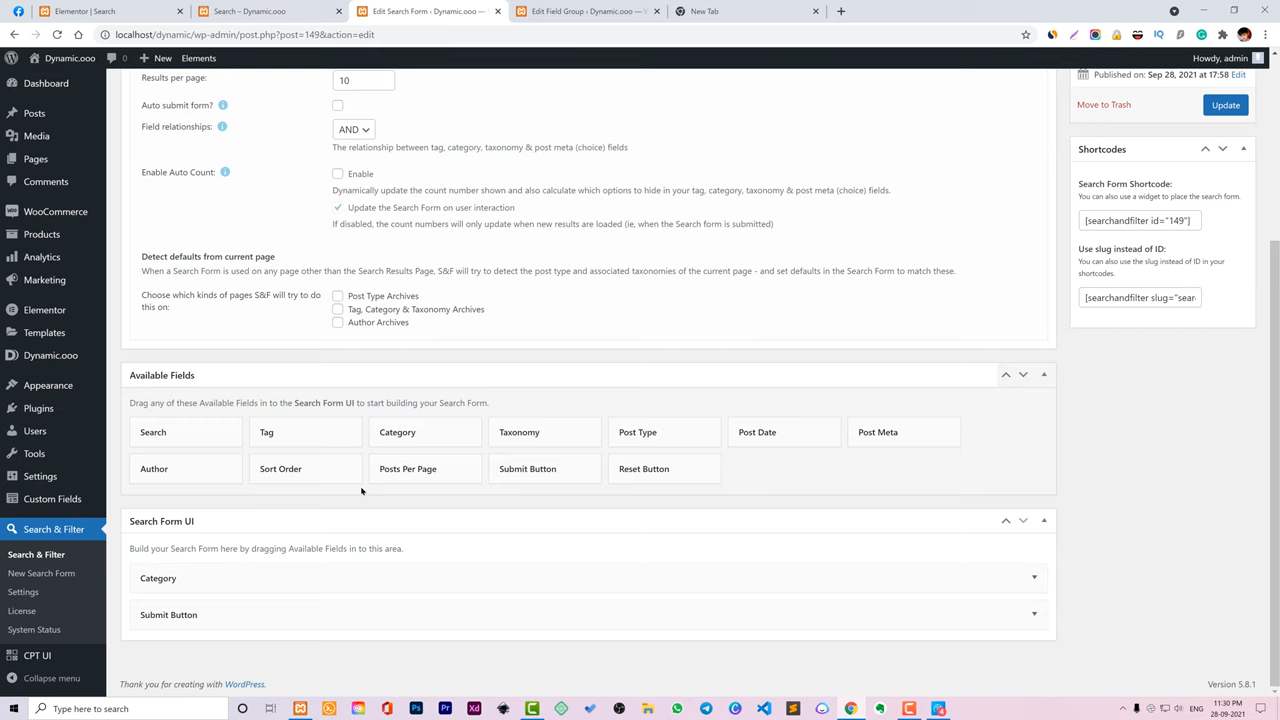 Elementor | Search
Search – Dynamic.ooo
Edit Search Form ‹ Dynamic.ooo —
Edit Field Group ‹ Dynamic.ooo — W
New Tab
localhost/dynamic/wp-admin/post.php?post=149&action=edit
Dynamic.ooo
0
New
Elements
Howdy, admin
Dashboard
Posts
Media
Pages
Comments
WooCommerce
Products
Analytics
Marketing
Elementor
Templates
Dynamic.ooo
Appearance
Plugins
Users
Tools
Settings
Custom Fields
Search & Filter
Search & Filter
New Search Form
Settings
License
System Status
CPT UI
Collapse menu
Results per page:
10
Auto submit form?
Field relationships:
AND
The relationship between tag, category, taxonomy & post meta (choice) fields
Enable Auto Count:
Enable
Dynamically update the count number shown and also calculate which options to hide in your tag, category, taxonomy & post meta (choice) fields.
Update the Search Form on user interaction
If disabled, the count numbers will only update when new results are loaded (ie, when the Search form is submitted)
Detect defaults from current page
When a Search Form is used on any page other than the Search Results Page, S&F will try to detect the post type and associated taxonomies of the current page - and set defaults in the Search Form to match these.
Choose which kinds of pages S&F will try to do
this on:
Post Type Archives
Tag, Category & Taxonomy Archives
Author Archives
Available Fields
Drag any of these Available Fields in to the Search Form UI to start building your Search Form.
Search
Tag
Category
Taxonomy
Post Type
Post Date
Post Meta
Author
Sort Order
Posts Per Page
Submit Button
Reset Button
Search Form UI
Build your Search Form here by dragging Available Fields in to this area.
Category
Submit Button
Thank you for creating with WordPress.
Version 5.8.1
Published on: Sep 28, 2021 at 17:58 Edit
Move to Trash
Update
Shortcodes
Search Form Shortcode:
You can also use a widget to place the search form.
[searchandfilter id="149"]
Use slug instead of ID:
You can also use the slug instead of ID in your
shortcodes.
[searchandfilter slug="sear
Type here to search
ENG
11:30 PM
28-09-2021